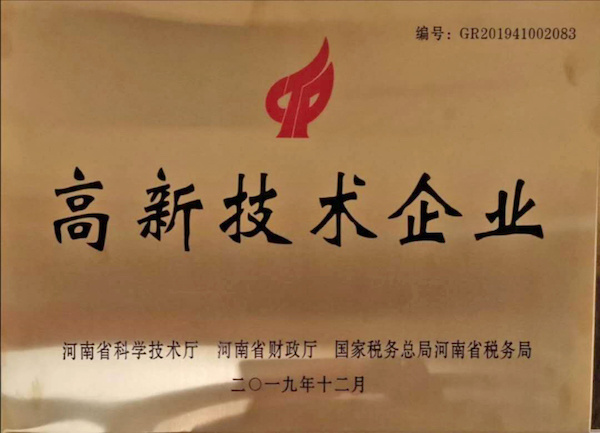 编号：GR201941002083
高新技术企业
河南省科学技术厅 河南省财政厅 国家税务总局河南省税务局
二〇一九年十二月